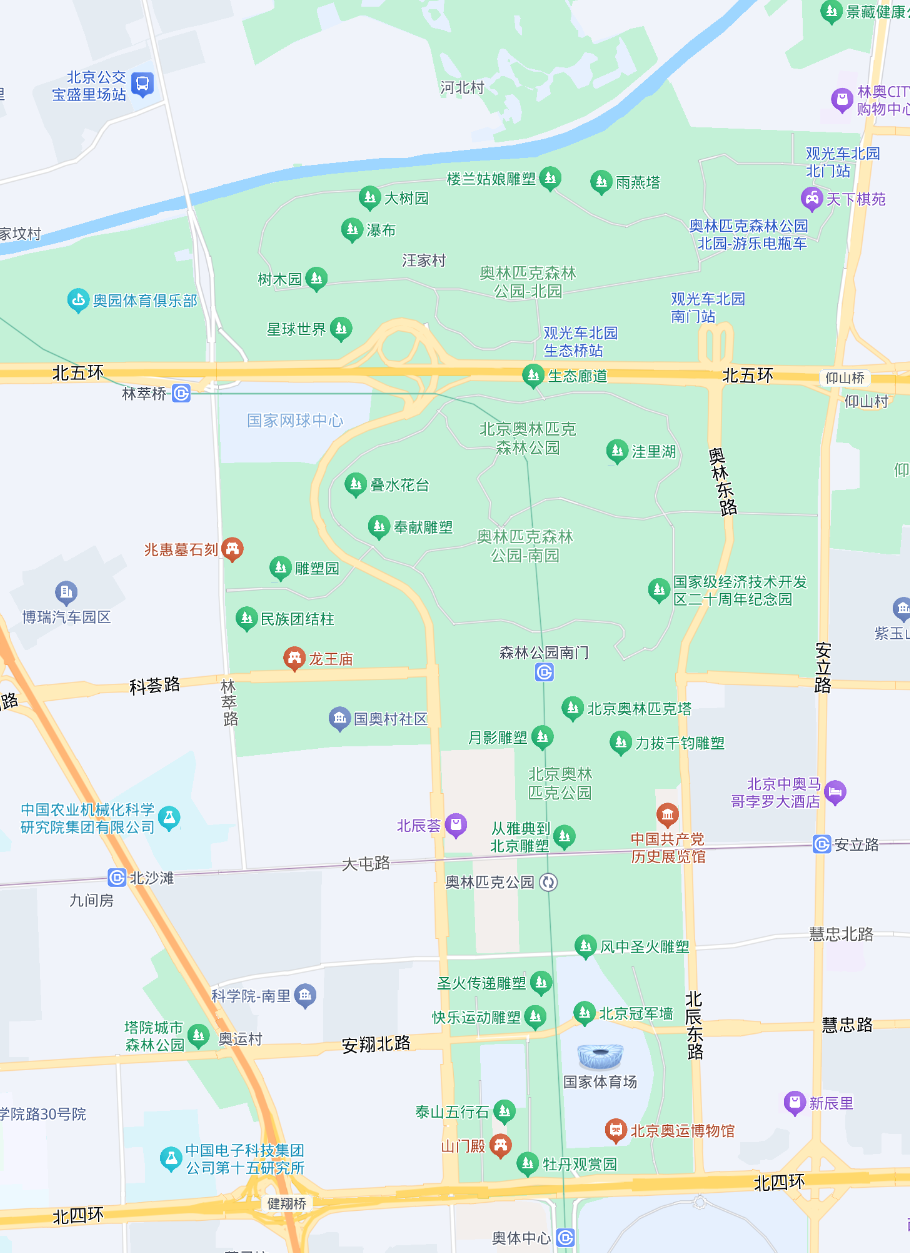 景藏健康公
北京公交
宝盛里场站
河北村
林奥CITY
购物中心
观光车北园
北门站
楼兰姑娘雕塑
雨燕塔
大树园
天下棋苑
瀑布
奥林匹克森林公园
北园-游乐电瓶车
家坟村
汪家村
树木园
奥林匹克森林
公园-北园
奥园体育俱乐部
观光车北园
南门站
星球世界
观光车北园
生态桥站
北五环
生态廊道
北五环
仰山桥
林萃桥
仰山村
国家网球中心
北京奥林匹克
森林公园
洼里湖
奥林东路
仰
叠水花台
奉献雕塑
奥林匹克森林
公园-南园
兆惠墓石刻
雕塑园
国家级经济技术开发
区二十周年纪念园
博瑞汽车园区
民族团结柱
紫玉山
龙王庙
森林公园南门
安立路
科荟路
林萃路
路
国奥村社区
北京奥林匹克塔
月影雕塑
力拔千钧雕塑
北京奥林
匹克公园
北京中奥马
哥孛罗大酒店
中国农业机械化科学
研究院集团有限公司
北辰荟
从雅典到
北京雕塑
中国共产党
历史展览馆
安立路
大屯路
北沙滩
奥林匹克公园
九间房
慧忠北路
风中圣火雕塑
圣火传递雕塑
科学院-南里
快乐运动雕塑
北京冠军墙
北辰东路
慧忠路
塔院城市
森林公园
奥运村
安翔北路
国家体育场
学院路30号院
泰山五行石
新辰里
北京奥运博物馆
山门殿
中国电子科技集团
公司第十五研究所
牡丹观赏园
北四环
健翔桥
北四环
奥体中心